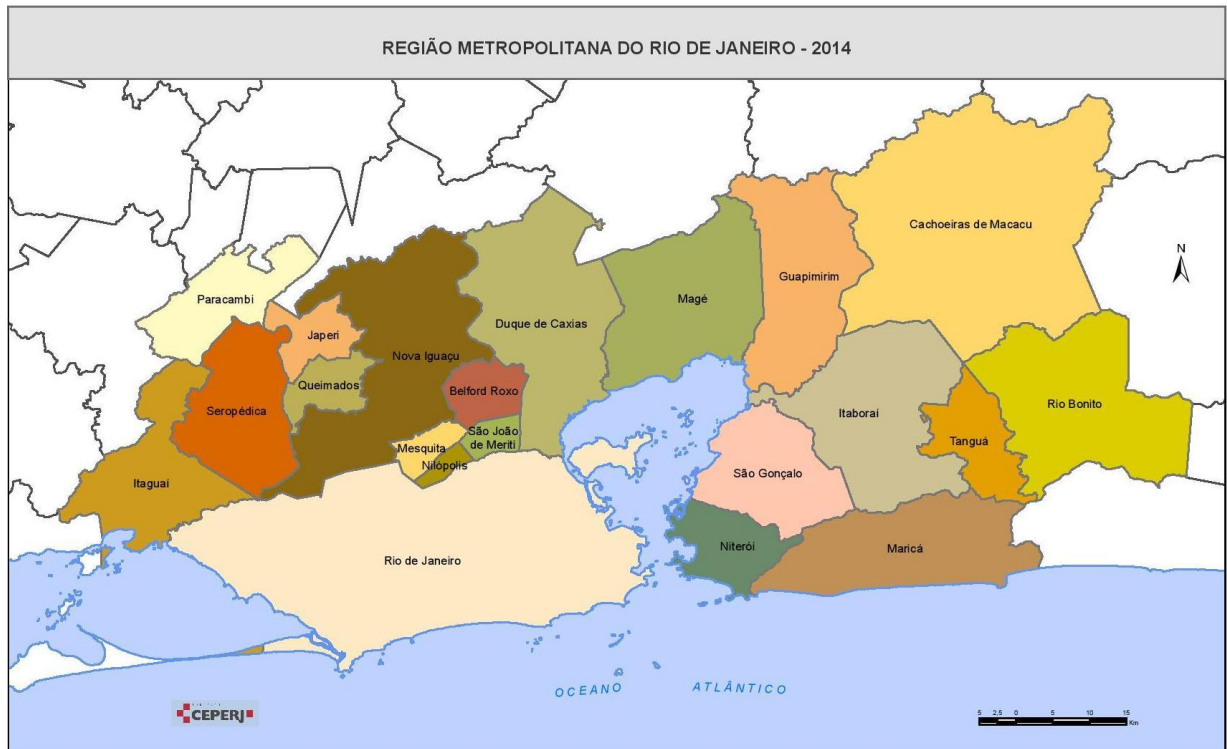 REGIÃO METROPOLITANA DO RIO DE JANEIRO - 2014
Cachoeiras de Macacu
N
Guapimirim
Paracambi
Magé
Duque de Caxias
Japeri
Nova Iguaçu
Queimados
Belford Roxo
Seropédica
Itaboraí
Rio Bonito
São João
de Meriti
Tanguá
Mesquita
Nilópolis
São Gonçalo
Itaguaí
Niterói
Maricá
Rio de Janeiro
OCEANO ATLÂNTICO
CEPERJ
5 2,5 0 5 10 15
Km